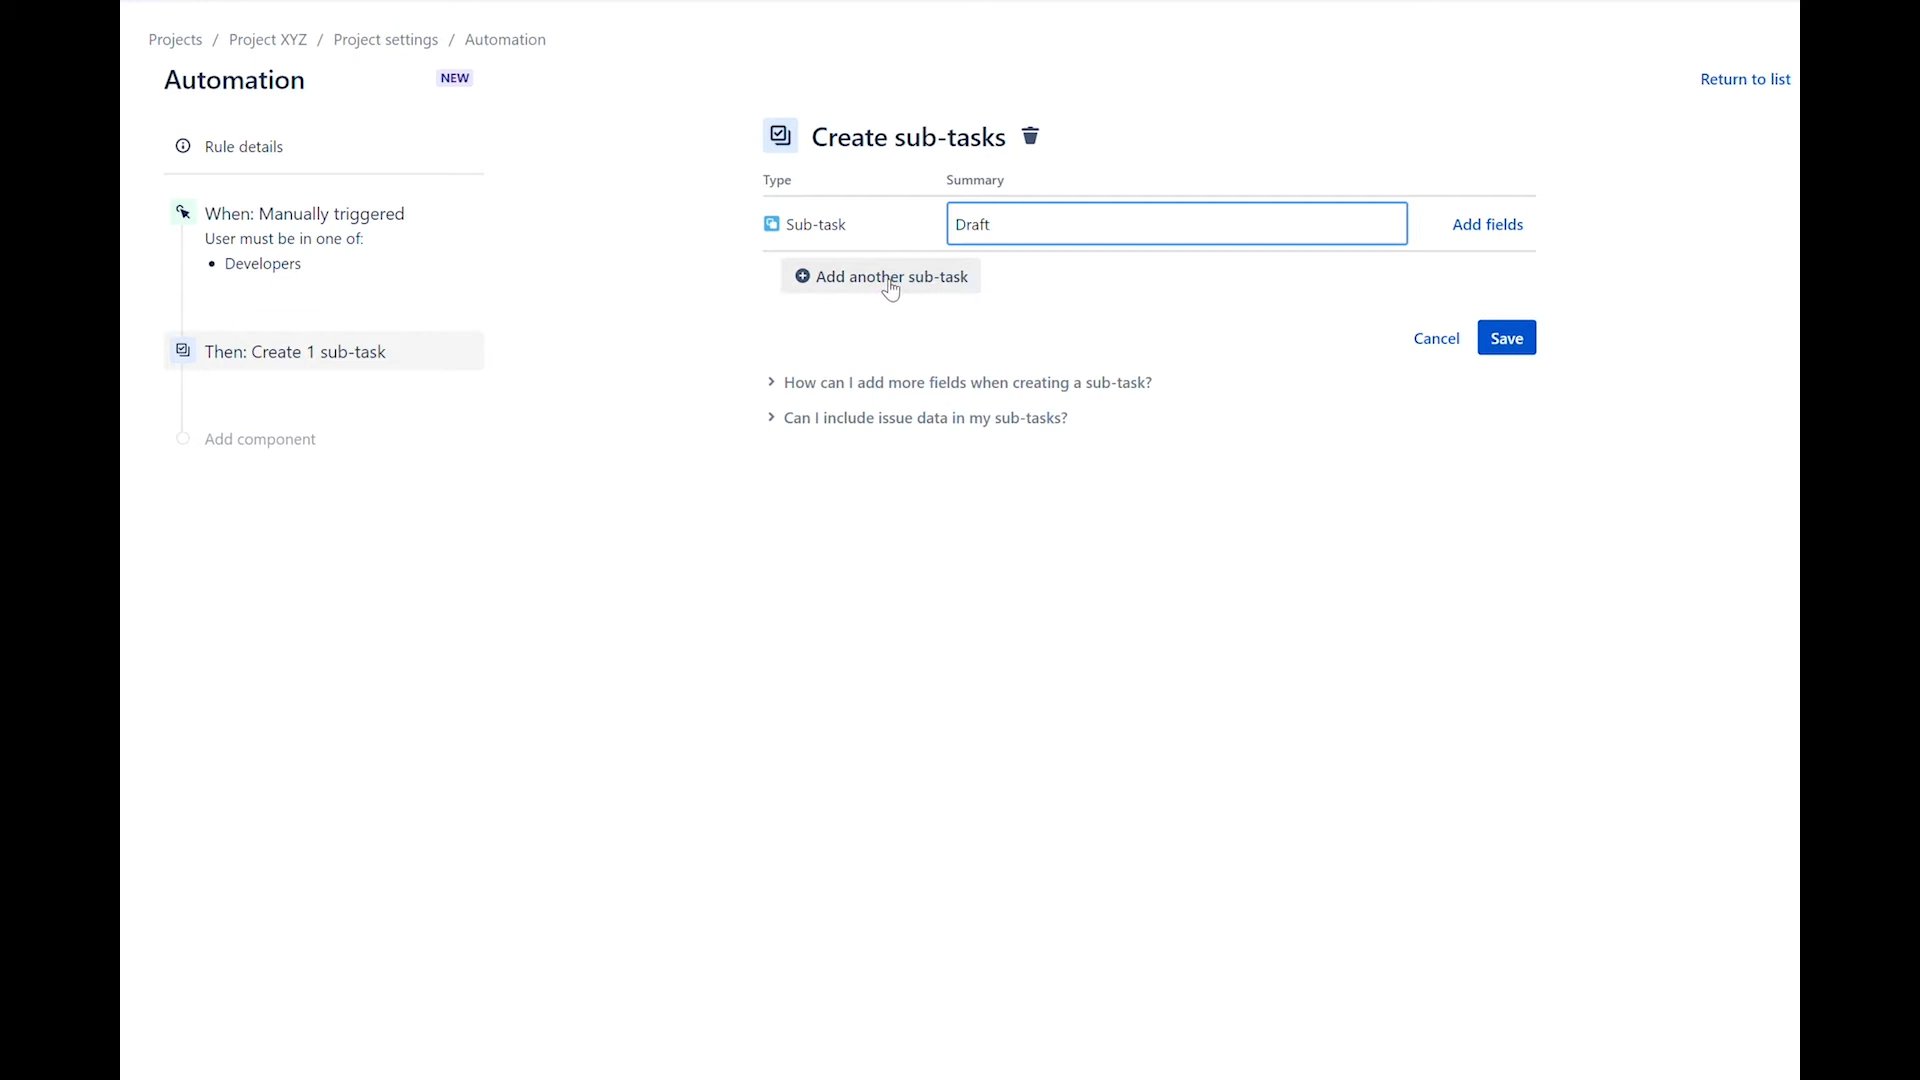 Projects / Project XYZ / Project settings / Automation
Automation NEW
Return to list
Rule details
When: Manually triggered
User must be in one of:
• Developers
Then: Create 1 sub-task
Add component
Create sub-tasks
Type Summary
Sub-task Draft Add fields
Add another sub-task
Cancel Save
How can I add more fields when creating a sub-task?
Can I include issue data in my sub-tasks?